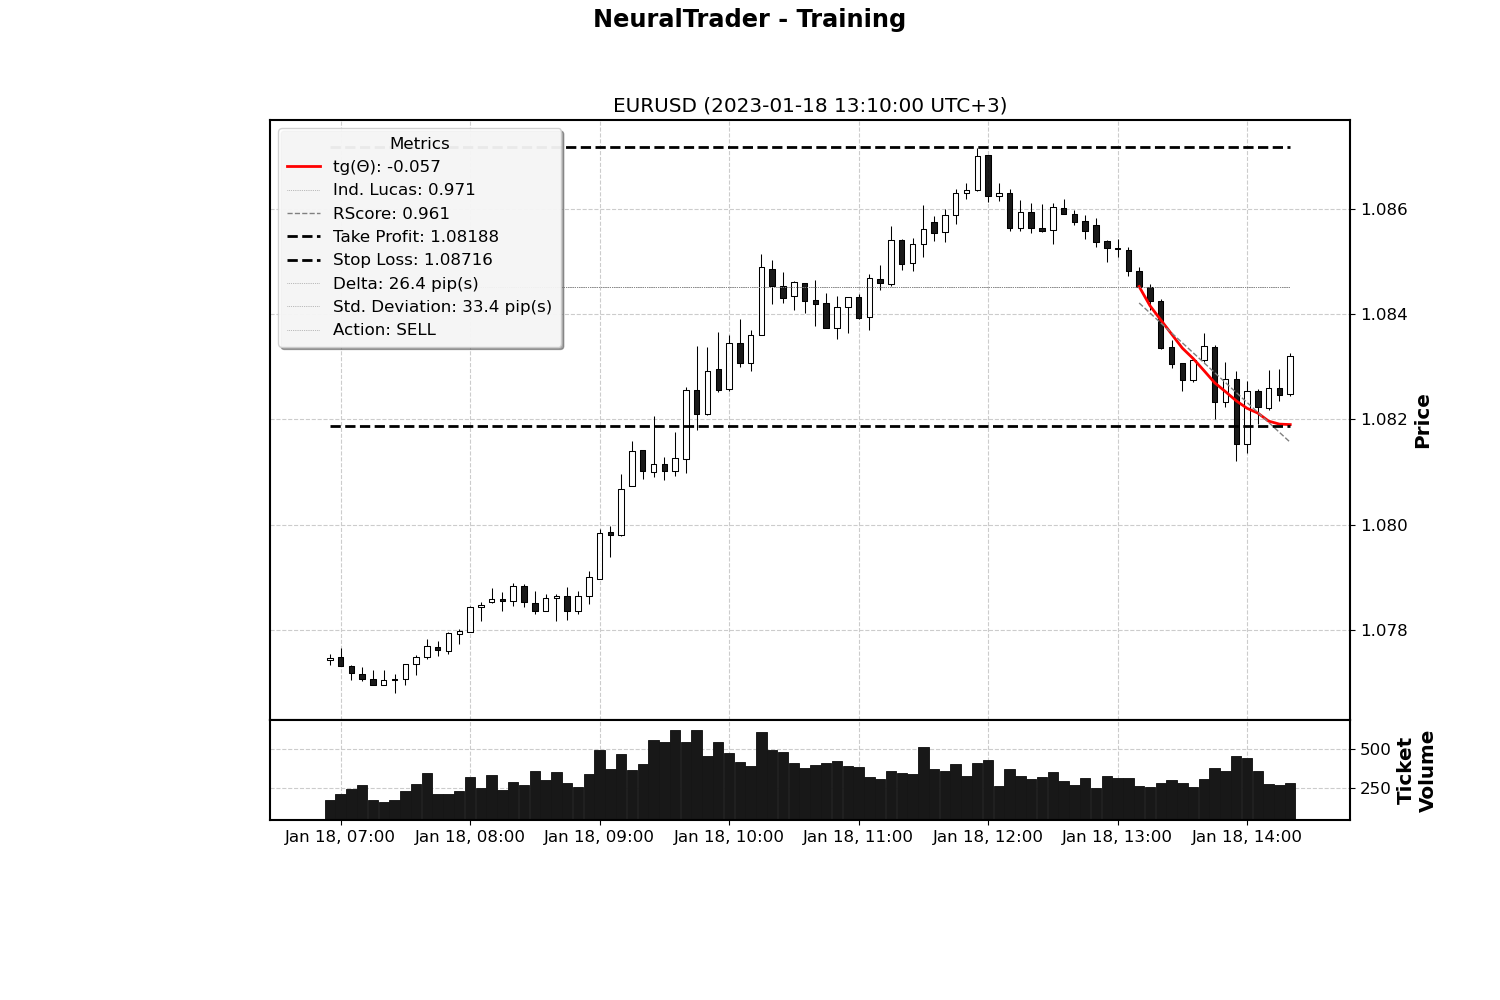 NeuralTrader - Training
EURUSD (2023-01-18 13:10:00 UTC+3)
Metrics
tg(Θ): -0.057
Ind. Lucas: 0.971
RScore: 0.961
Take Profit: 1.08188
Stop Loss: 1.08716
Delta: 26.4 pip(s)
Std. Deviation: 33.4 pip(s)
Action: SELL
1.086
1.084
1.082
1.080
1.078
Price
500
250
Ticket
Volume
Jan 18, 07:00
Jan 18, 08:00
Jan 18, 09:00
Jan 18, 10:00
Jan 18, 11:00
Jan 18, 12:00
Jan 18, 13:00
Jan 18, 14:00